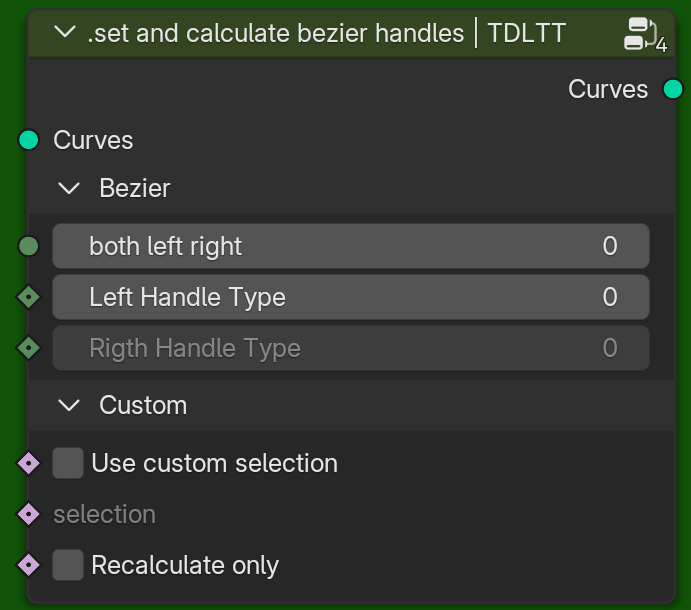 .set and calculate bezier handles | TDLTT
4
Curves
Curves
Bezier
both left right 0
Left Handle Type 0
Rigth Handle Type 0
Custom
Use custom selection
selection
Recalculate only